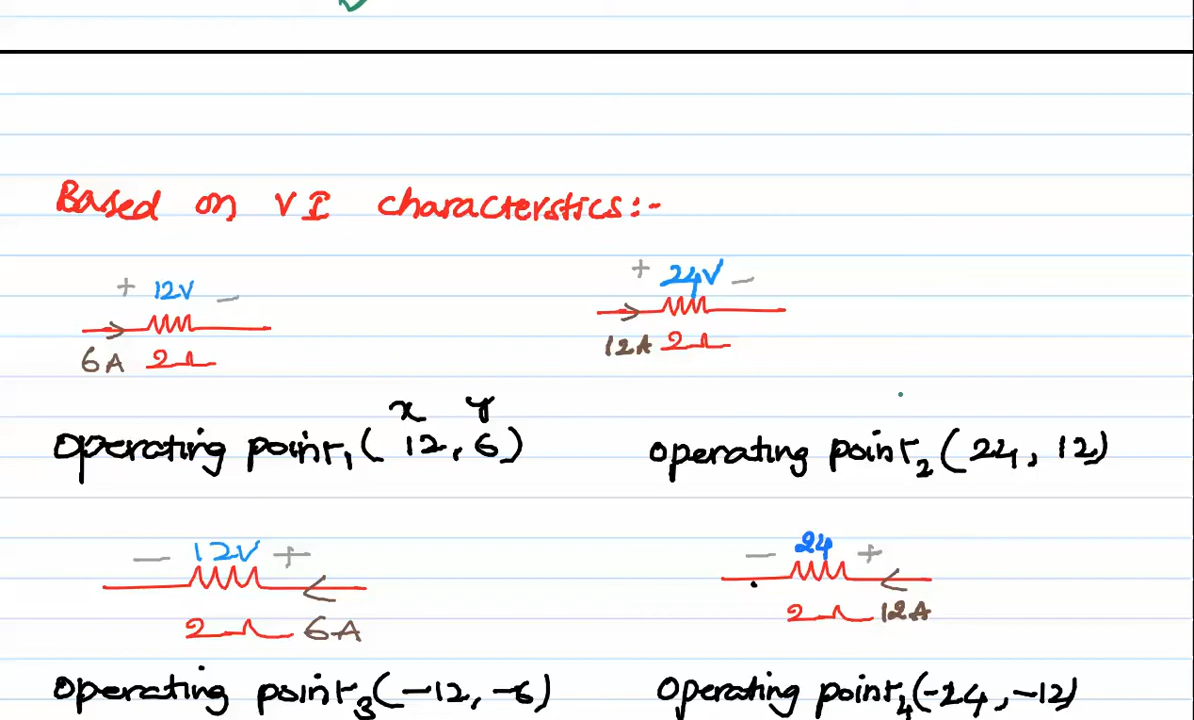 Based on VI characterstics:-
+ 12V -
6A 2Ω
+ 24V -
12A 2Ω
x y
Operating point1 (12, 6)
Operating point2 (24, 12)
- 12V +
2Ω 6A
- 24 +
2Ω 12A
Operating point3 (-12, -6)
Operating point4 (-24, -12)